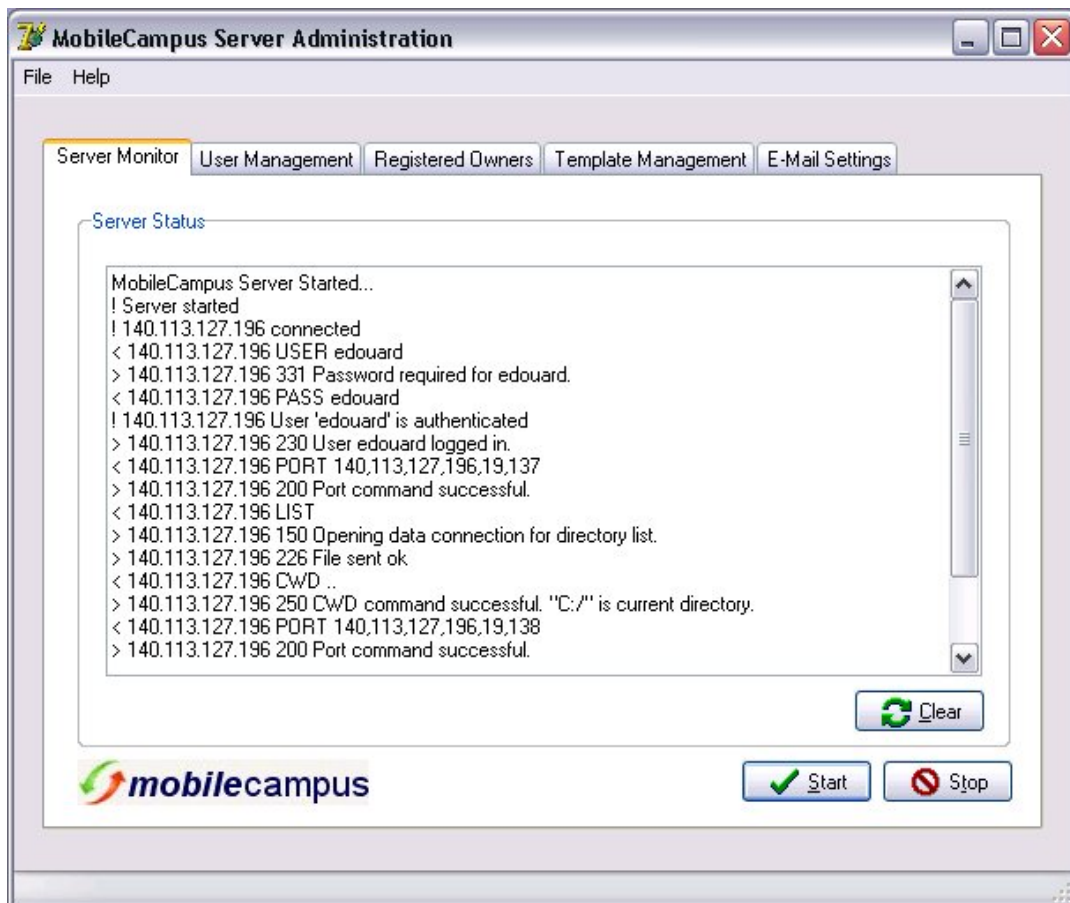 MobileCampus Server Administration
File Help
Server Monitor User Management Registered Owners Template Management E-Mail Settings
Server Status
MobileCampus Server Started...
! Server started
! 140.113.127.196 connected
< 140.113.127.196 USER edouard
> 140.113.127.196 331 Password required for edouard.
< 140.113.127.196 PASS edouard
! 140.113.127.196 User 'edouard' is authenticated
> 140.113.127.196 230 User edouard logged in.
< 140.113.127.196 PORT 140,113,127,196,19,137
> 140.113.127.196 200 Port command successful.
< 140.113.127.196 LIST
> 140.113.127.196 150 Opening data connection for directory list.
> 140.113.127.196 226 File sent ok
< 140.113.127.196 CWD ..
> 140.113.127.196 250 CWD command successful. "C:/" is current directory.
< 140.113.127.196 PORT 140,113,127,196,19,138
> 140.113.127.196 200 Port command successful.
Clear
mobilecampus
Start Stop